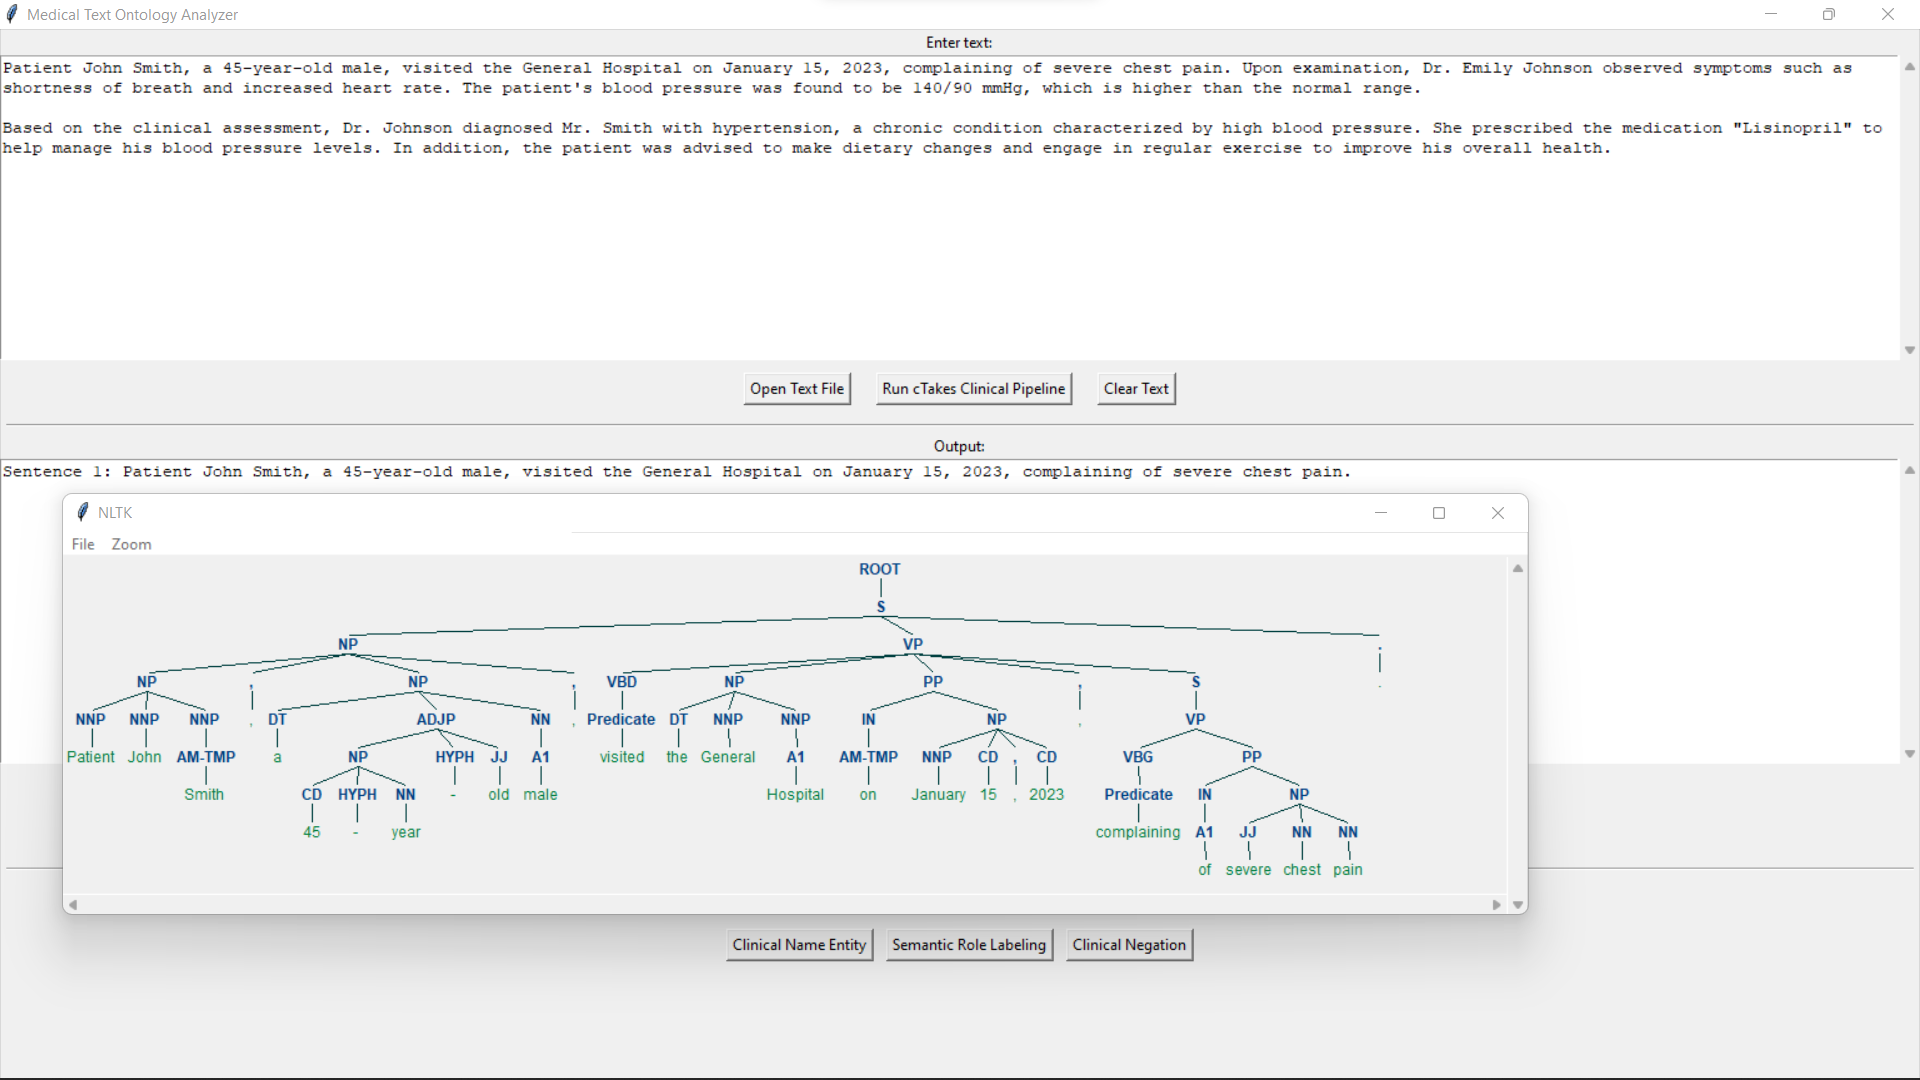 Medical Text Ontology Analyzer
Enter text:
Patient John Smith, a 45-year-old male, visited the General Hospital on January 15, 2023, complaining of severe chest pain. Upon examination, Dr. Emily Johnson observed symptoms such as
shortness of breath and increased heart rate. The patient's blood pressure was found to be 140/90 mmHg, which is higher than the normal range.
Based on the clinical assessment, Dr. Johnson diagnosed Mr. Smith with hypertension, a chronic condition characterized by high blood pressure. She prescribed the medication "Lisinopril" to
help manage his blood pressure levels. In addition, the patient was advised to make dietary changes and engage in regular exercise to improve his overall health.
Open Text File Run cTakes Clinical Pipeline Clear Text
Output:
Sentence 1: Patient John Smith, a 45-year-old male, visited the General Hospital on January 15, 2023, complaining of severe chest pain.
NLTK
File Zoom
ROOT
S
NP VP .
NP , NP , VBD NP PP , S .
NNP NNP NNP , DT ADJP NN , Predicate DT NNP NNP IN NP , VP
Patient John AM-TMP a NP HYPH JJ A1 visited the General A1 AM-TMP NNP CD , CD VBG PP
Smith CD HYPH NN - old male Hospital on January 15 , 2023 Predicate IN NP
45 - year complaining A1 JJ NN NN
of severe chest pain
Clinical Name Entity Semantic Role Labeling Clinical Negation